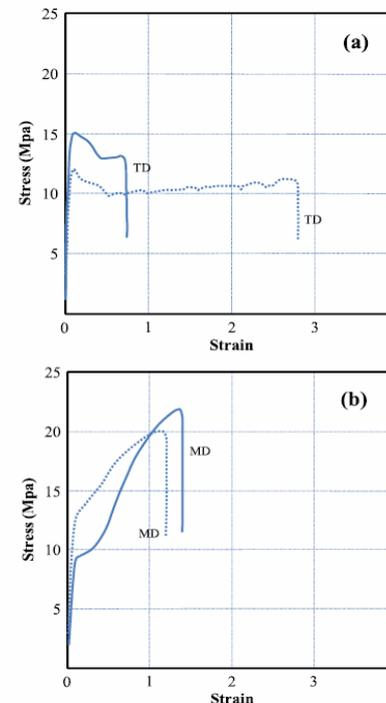 25
(a)
20
15
Stress (Mpa)
TD
10
TD
5
0 1 2 3
Strain
25
(b)
20
MD
15
Stress (Mpa)
MD
10
5
0 1 2 3
Strain